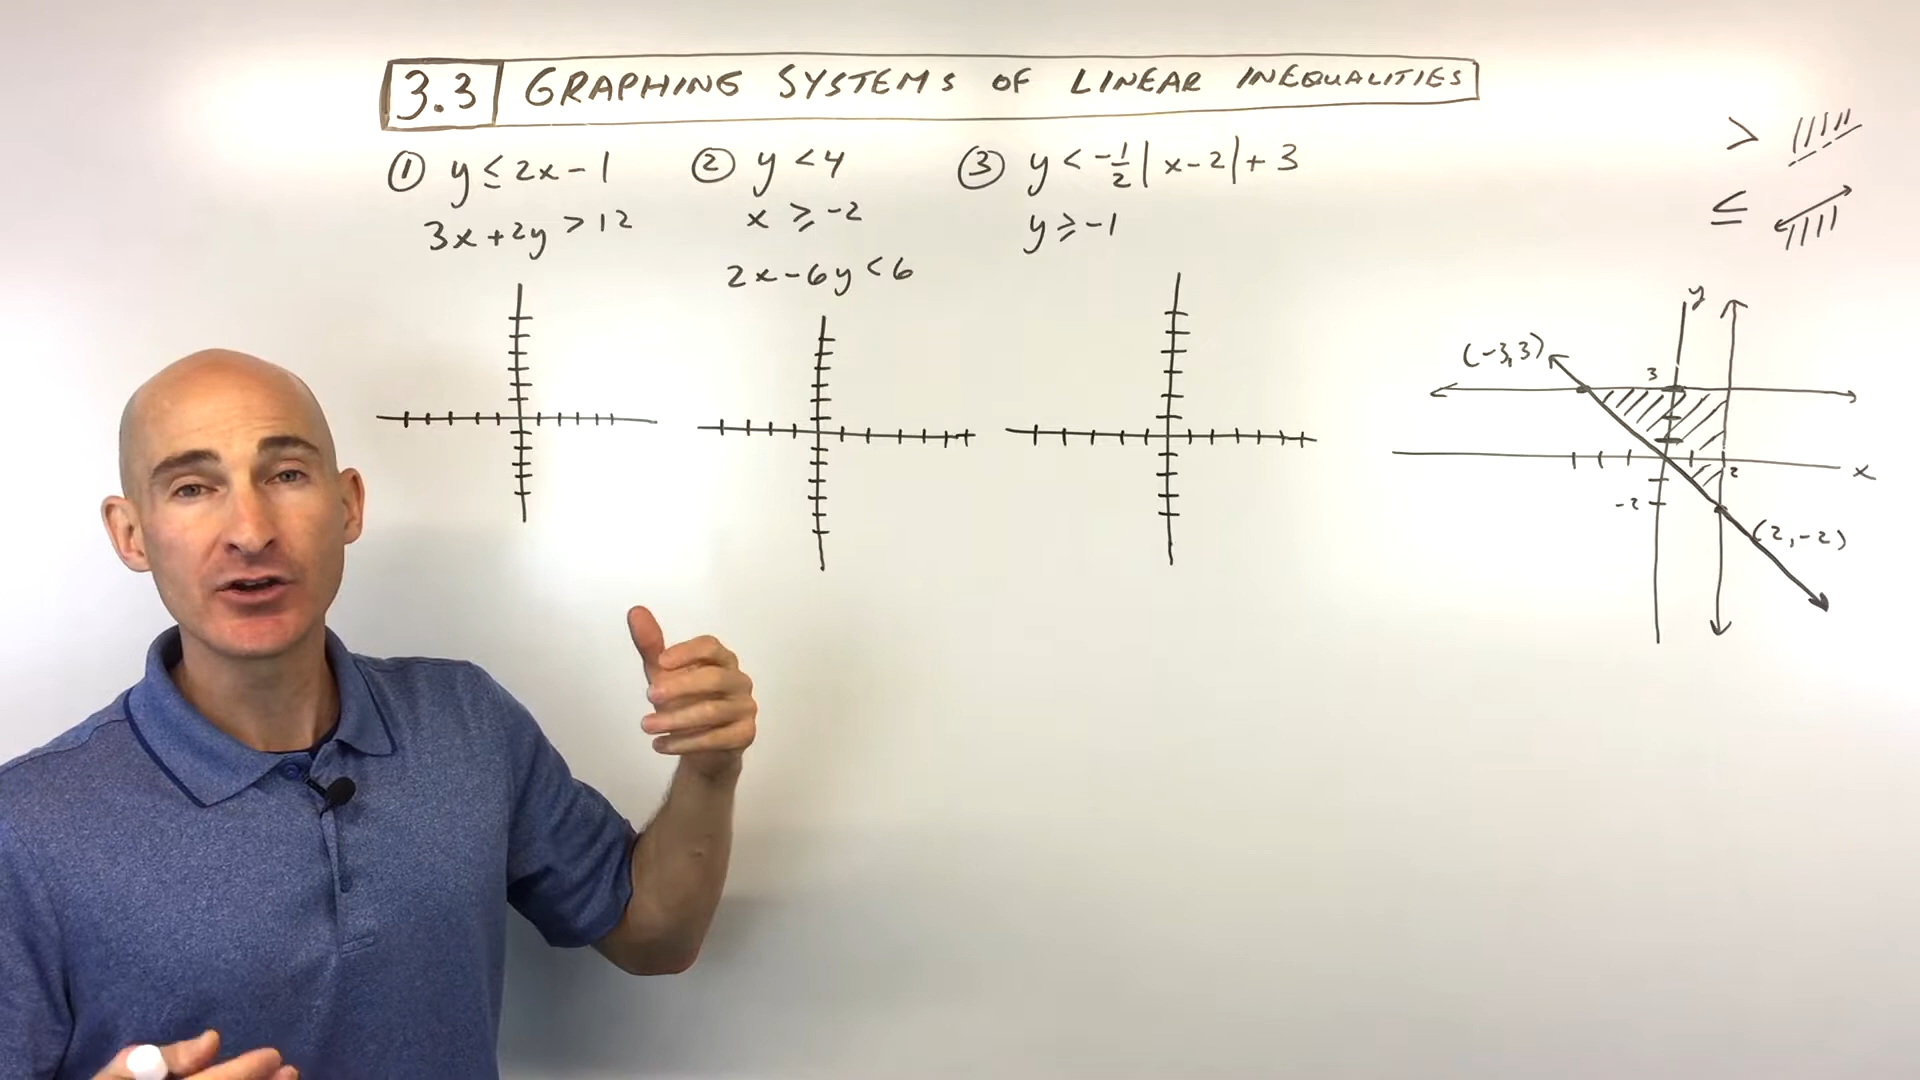 3.3 GRAPHING SYSTEMS OF LINEAR INEQUALITIES
① y ≤ 2x - 1
3x + 2y > 12
② y < 4
x ≥ -2
2x - 6y < 6
③ y < -1/2 |x - 2| + 3
y ≥ -1
>
≤
y
(-3,3)
3
x
2
-2
(2,-2)